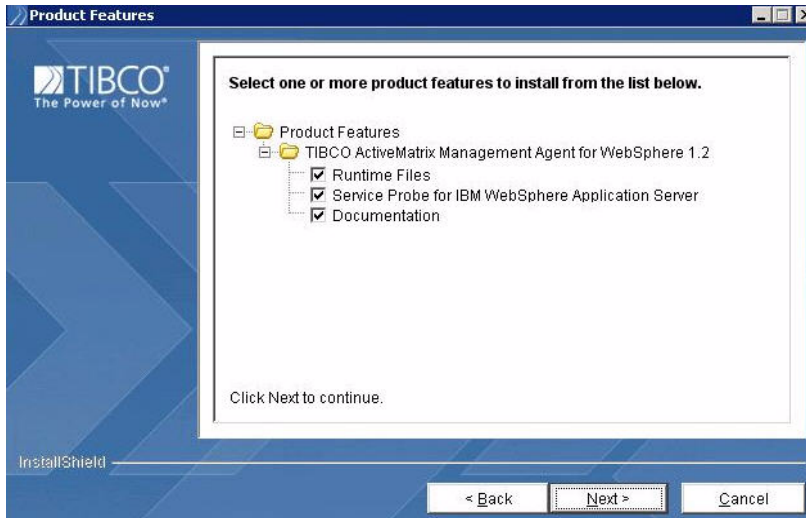 Product Features
TIBCO®
The Power of Now®
Select one or more product features to install from the list below.
Product Features
TIBCO ActiveMatrix Management Agent for WebSphere 1.2
Runtime Files
Service Probe for IBM WebSphere Application Server
Documentation
Click Next to continue.
InstallShield
< Back
Next >
Cancel